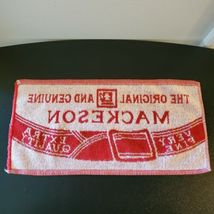 THE ORIGINAL AND GENUINE
MACKESON
EXTRA QUALITY
VERY FINE